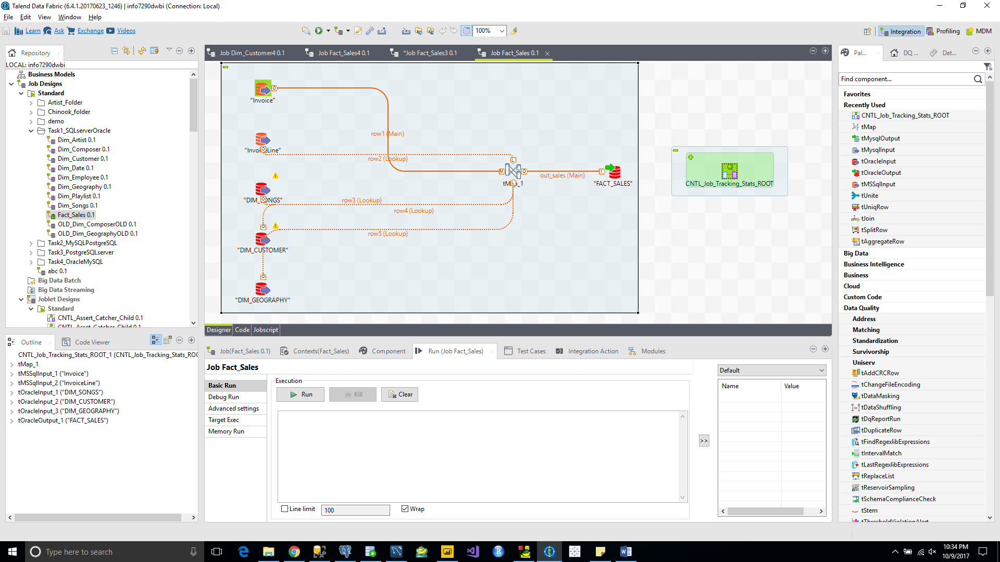 Talend Data Fabric (6.4.1.20170623_1246) | info7290dwbi (Connection: Local)
File Edit View Window Help
Learn Ask Exchange Videos
100%
Integration Profiling MDM
Repository
LOCAL: info7290dwbi
Business Models
Job Designs
Standard
Artist_Folder
Chinook_folder
demo
Task1_SQLserverOracle
Dim_Artist 0.1
Dim_Composer 0.1
Dim_Customer 0.1
Dim_Date 0.1
Dim_Employee 0.1
Dim_Geography 0.1
Dim_Playlist 0.1
Dim_Songs 0.1
Fact_Sales 0.1
OLD_Dim_ComposerOLD 0.1
OLD_Dim_GeographyOLD 0.1
Task2_MySQLPostgreSQL
Task3_PostgreSQLserver
Task4_OracleMySQL
abc 0.1
Big Data Batch
Big Data Streaming
Joblet Designs
Standard
CNTL_Assert_Catcher_Child 0.1
CNTL_Asset_Catcher_Child 0.1
Outline
Code Viewer
CNTL_Job_Tracking_Stats_ROOT_1 (CNTL_Job_Tracking_Stats_ROO
tMap_1
tMSSqlInput_1 ("Invoice")
tMSSqlInput_2 ("InvoiceLine")
tOracleInput_1 ("DIM_SONGS")
tOracleInput_2 ("DIM_CUSTOMER")
tOracleInput_3 ("DIM_GEOGRAPHY")
tOracleOutput_1 ("FACT_SALES")
Job Dim_Customer4 0.1
Job Fact_Sales4 0.1
*Job Fact_Sales3 0.1
Job Fact_Sales 0.1
"Invoice"
row1 (Main)
"InvoiceLine"
row2 (Lookup)
out_sales (Main)
tMap_1
"FACT_SALES"
"DIM_SONGS"
row3 (Lookup)
row4 (Lookup)
row5 (Lookup)
"DIM_CUSTOMER"
"DIM_GEOGRAPHY"
CNTL_Job_Tracking_Stats_ROOT
Designer Code Jobscript
Job(Fact_Sales 0.1)
Contexts(Fact_Sales)
Component
Run (Job Fact_Sales)
Test Cases
Integration Action
Modules
Job Fact_Sales
Basic Run
Debug Run
Advanced settings
Target Exec
Memory Run
Execution
Run Kill Clear
Line limit 100 Wrap
>>
Default
Name Value
Pal... DQ ... Det...
Find component...
Favorites
Recently Used
CNTL_Job_Tracking_Stats_ROOT
tMap
tMysqlOutput
tMysqlInput
tOracleInput
tOracleOutput
tMSSqlInput
tUnite
tUniqRow
tJoin
tSplitRow
tAggregateRow
Big Data
Business Intelligence
Business
Cloud
Custom Code
Data Quality
Address
Matching
Standardization
Survivorship
Uniserv
tAddCRCRow
tChangeFileEncoding
tDataMasking
tDataShuffling
tDqReportRun
tDuplicateRow
tFindRegexlibExpressions
tIntervalMatch
tLastRegexlibExpressions
tReplaceList
tReservoirSampling
tSchemaComplianceCheck
tStem
tThresholdViolationAlert
Type here to search
10:34 PM
10/9/2017